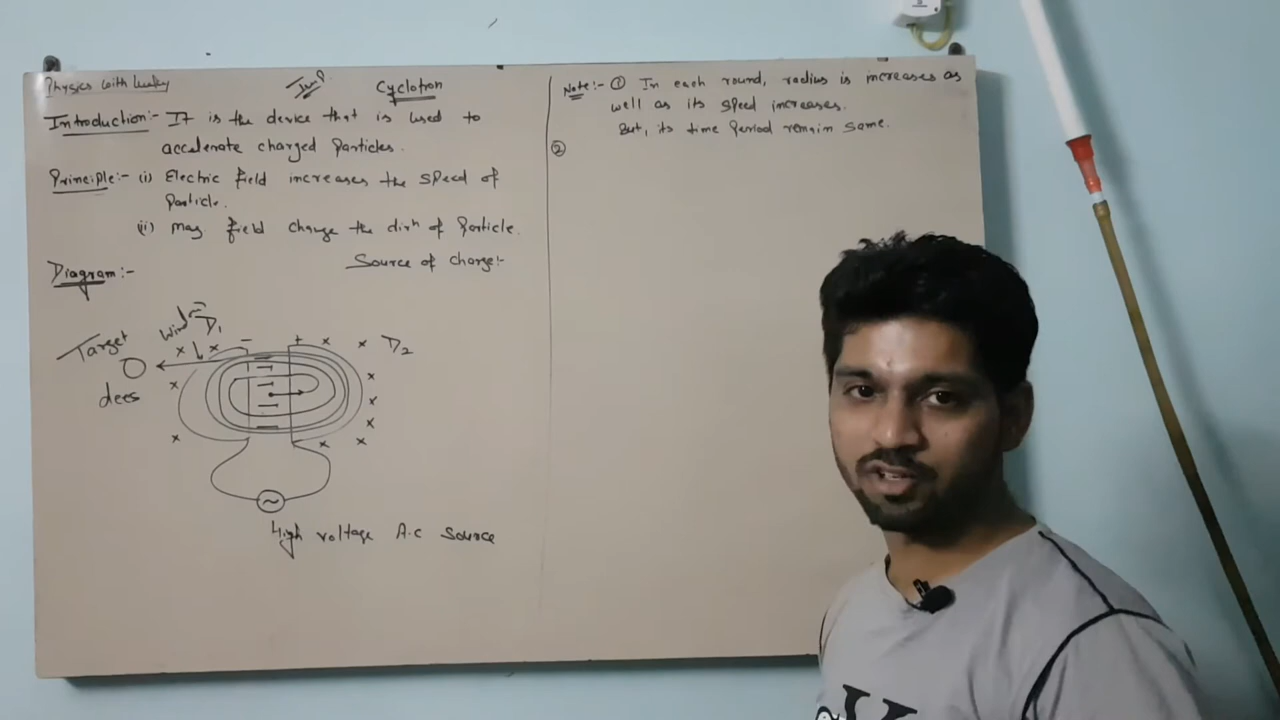 Physics with Lucky
Imp
Cyclotron
Introduction:- It is the device that is used to
accelerate charged Particles.
Principle:- (i) Electric field increases the speed of
Particle.
(ii) Mag field change the dirn of Particle.
Diagram:-
Source of charge:-
Target
dees
D1
D2
- +
~
High voltage A.C Source
Note:- ① In each round, radius is increases as
well as its speed increases.
But, its time Period remain same.
②